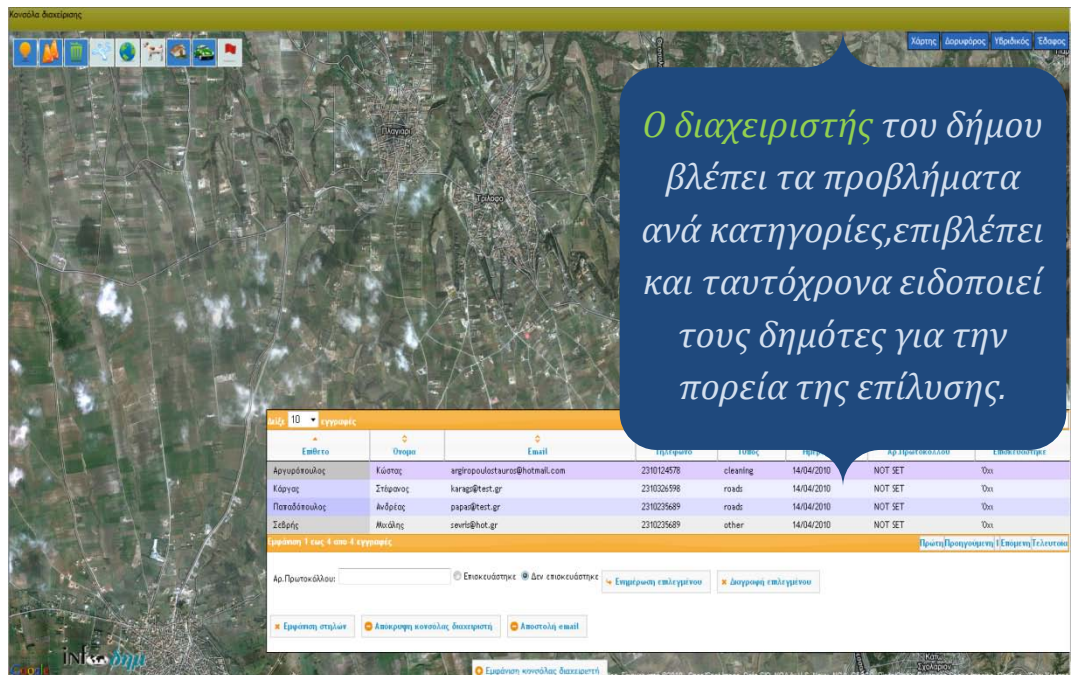 Κονσόλα διαχείρισης
Χάρτης Δορυφόρος Υβριδικός Έδαφος
Πλαγιάρι
Τρίλοφο
Ο διαχειριστής του δήμου
βλέπει τα προβλήματα
ανά κατηγορίες,επιβλέπει
και ταυτόχρονα ειδοποιεί
τους δημότες για την
πορεία της επίλυσης.
Δείξε 10 εγγραφές
Επίθετο Όνομα Email Τηλέφωνο Τύπος Αρ.Πρωτοκόλλου Επισκευάστηκε
Αργυρόπουλος Κώστας argiropoulostauros@hotmail.com 2310124578 cleaning 14/04/2010 NOT SET Όχι
Κάργας Στέφανος karags@test.gr 2310326598 roads 14/04/2010 NOT SET Όχι
Παπαδόπουλος Ανδρέας papas@test.gr 2310235689 roads 14/04/2010 NOT SET Όχι
Σεβρής Μιχάλης sevris@hot.gr 2310235689 other 14/04/2010 NOT SET Όχι
Εμφάνιση 1 εως 4 απο 4 εγγραφές Πρώτη Προηγούμενη 1 Επόμενη Τελευταία
Αρ.Πρωτοκόλλου: Επισκευάστηκε Δεν επισκευάστηκε Ενημέρωση επιλεγμένου Διαγραφή επιλεγμένου
Εμφάνιση στηλών Απόκρυψη κονσόλας διαχειριστή Αποστολή email
Εμφάνιση κονσόλας διαχειριστή